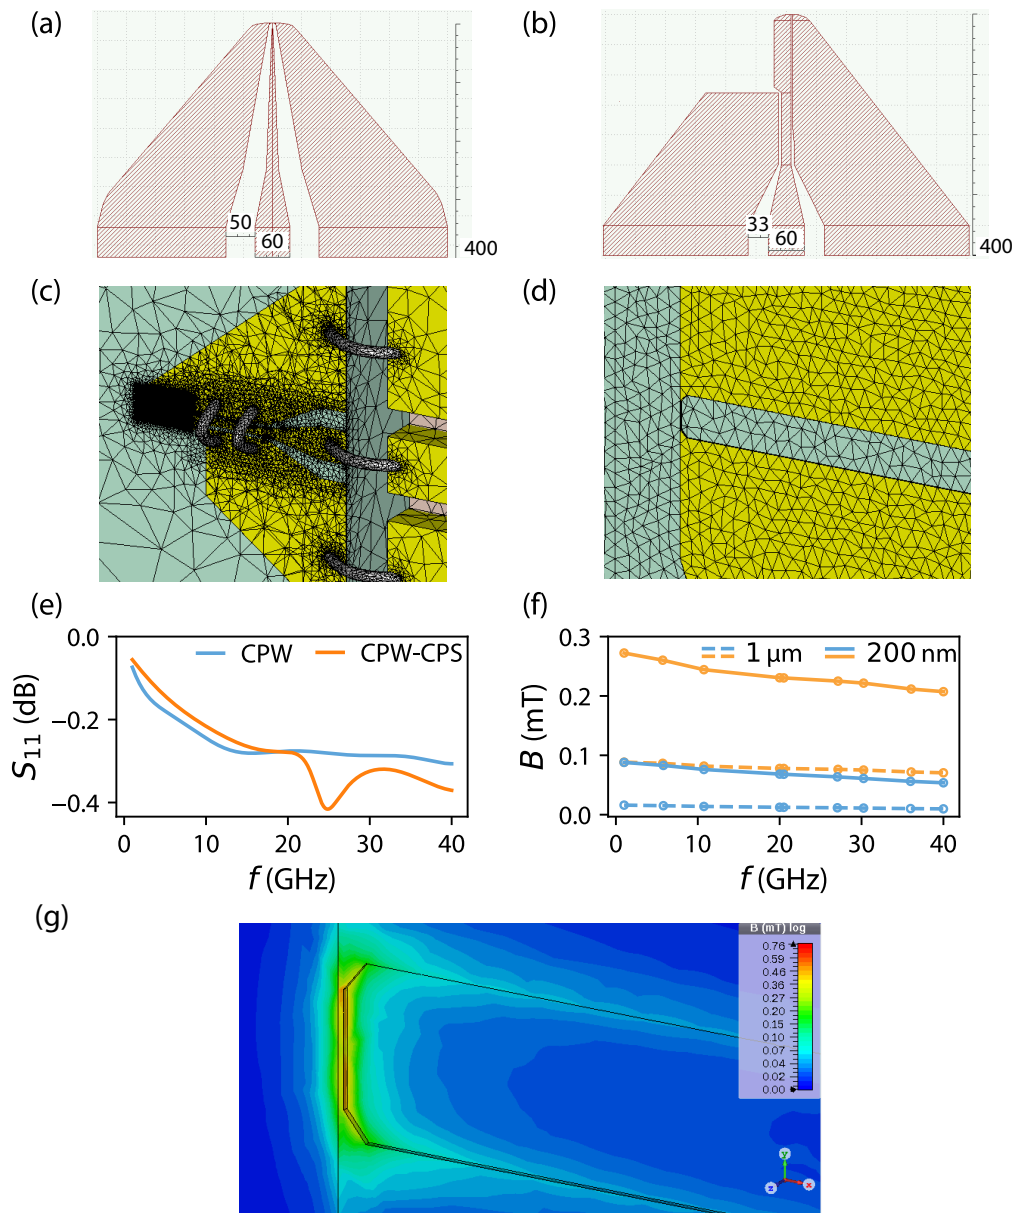 (a)
50
60
400
(b)
33
60
400
(c)
(d)
(e)
0.0
−0.2
−0.4
S₁₁ (dB)
CPW
CPW-CPS
0 10 20 30 40
f (GHz)
(f)
0.3
0.2
0.1
0.0
B (mT)
1 μm
200 nm
0 10 20 30 40
f (GHz)
(g)
B (mT) log
0.76
0.59
0.46
0.36
0.27
0.20
0.15
0.10
0.07
0.04
0.02
0.00
Y
Z
X